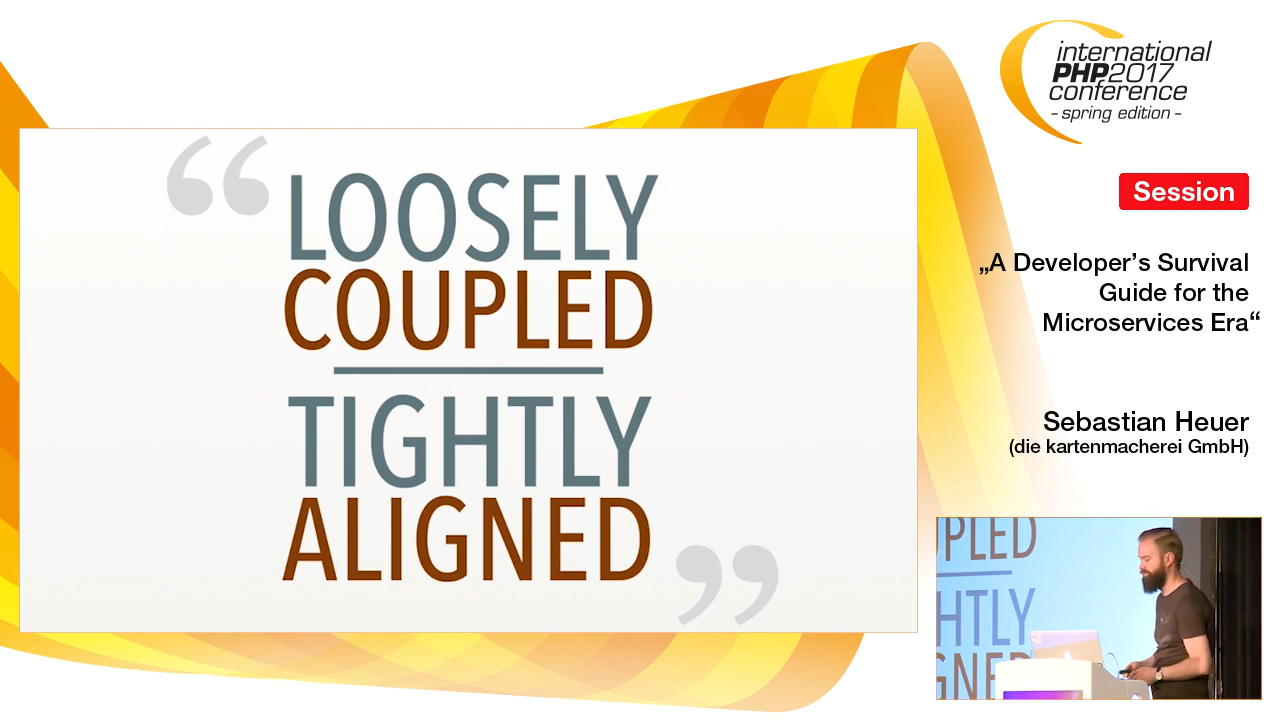 “
LOOSELY
COUPLED
TIGHTLY
ALIGNED
”
international
PHP2017
conference
- spring edition -
Session
„A Developer’s Survival
Guide for the
Microservices Era“
Sebastian Heuer
(die kartenmacherei GmbH)
UPLED
HTLY
GNED